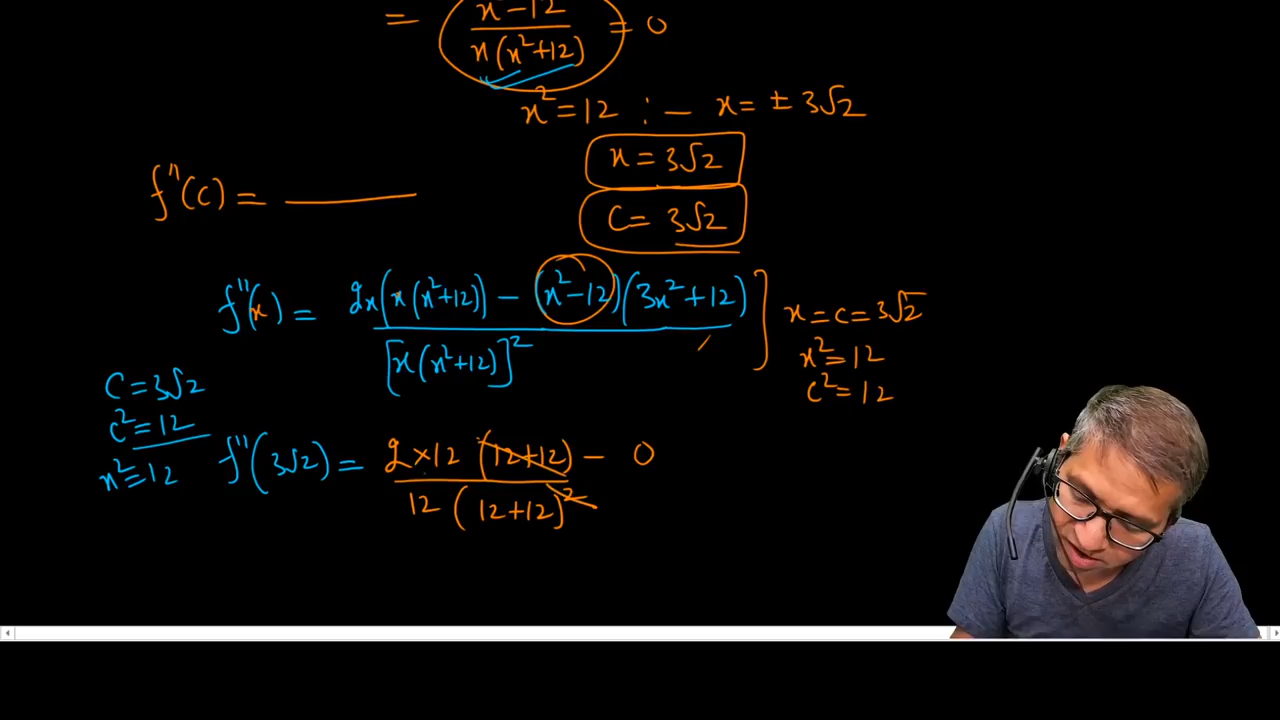 = x²-12 / x(x²+12) = 0
x² = 12 ∴ x = ± 3√2
x = 3√2
f''(c) = ______
c = 3√2
f''(x) = 2x(x(x²+12)) - (x²-12)(3x²+12) / [x(x²+12)]²
x = c = 3√2
x² = 12
c² = 12
c = 3√2
c² = 12
x² = 12
f''(3√2) = 2×12 (12+12) - 0 / 12 (12+12)²